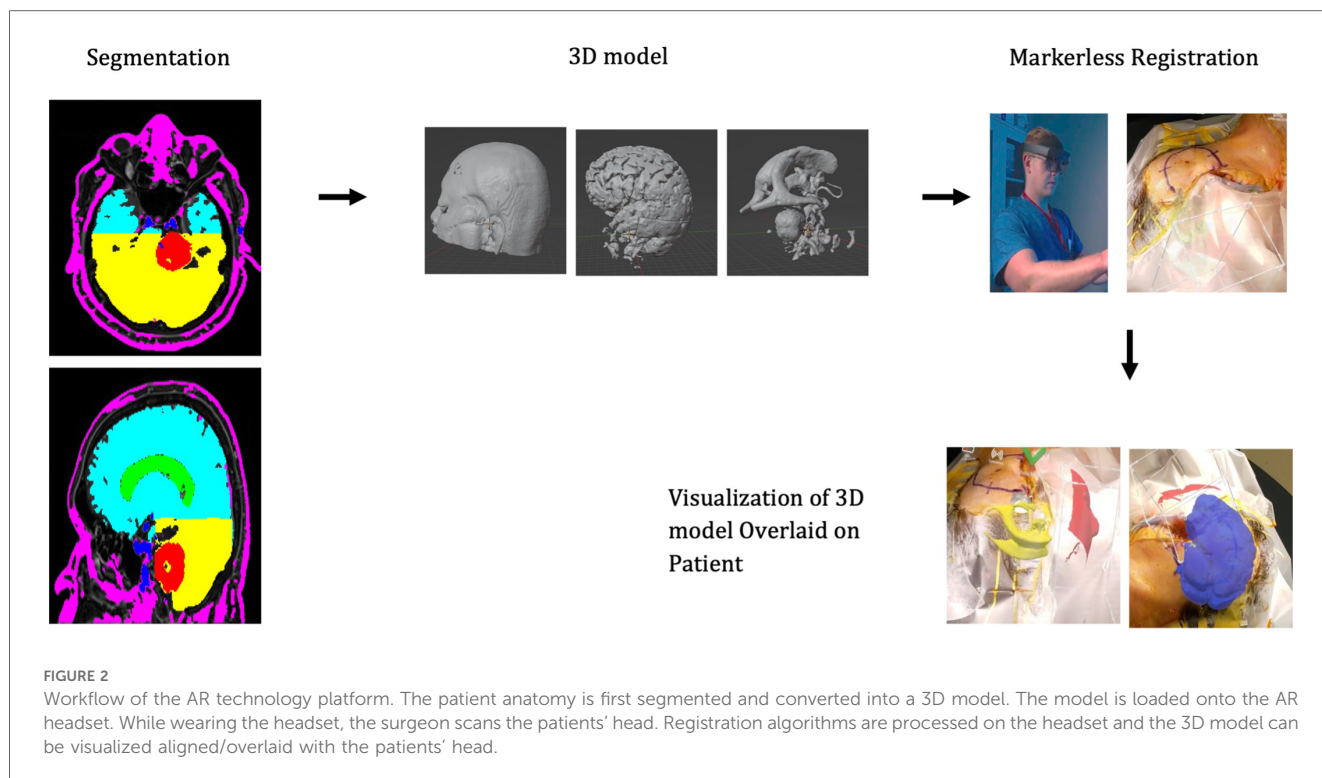 Segmentation
3D model
Markerless Registration
Visualization of 3D
model Overlaid on
Patient
FIGURE 2
Workflow of the AR technology platform. The patient anatomy is first segmented and converted into a 3D model. The model is loaded onto the AR
headset. While wearing the headset, the surgeon scans the patients' head. Registration algorithms are processed on the headset and the 3D model can
be visualized aligned/overlaid with the patients' head.